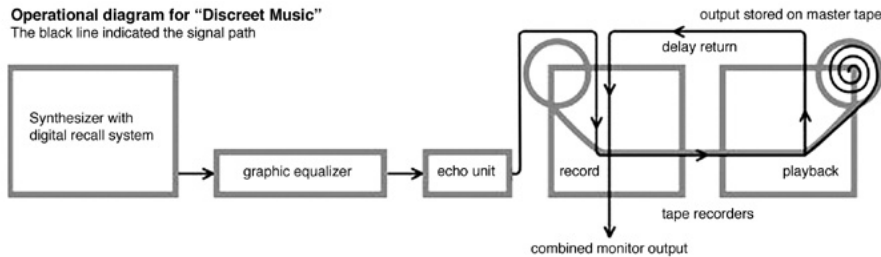 Operational diagram for “Discreet Music”
The black line indicated the signal path
output stored on master tape
delay return
Synthesizer with
digital recall system
graphic equalizer
echo unit
record
playback
tape recorders
combined monitor output